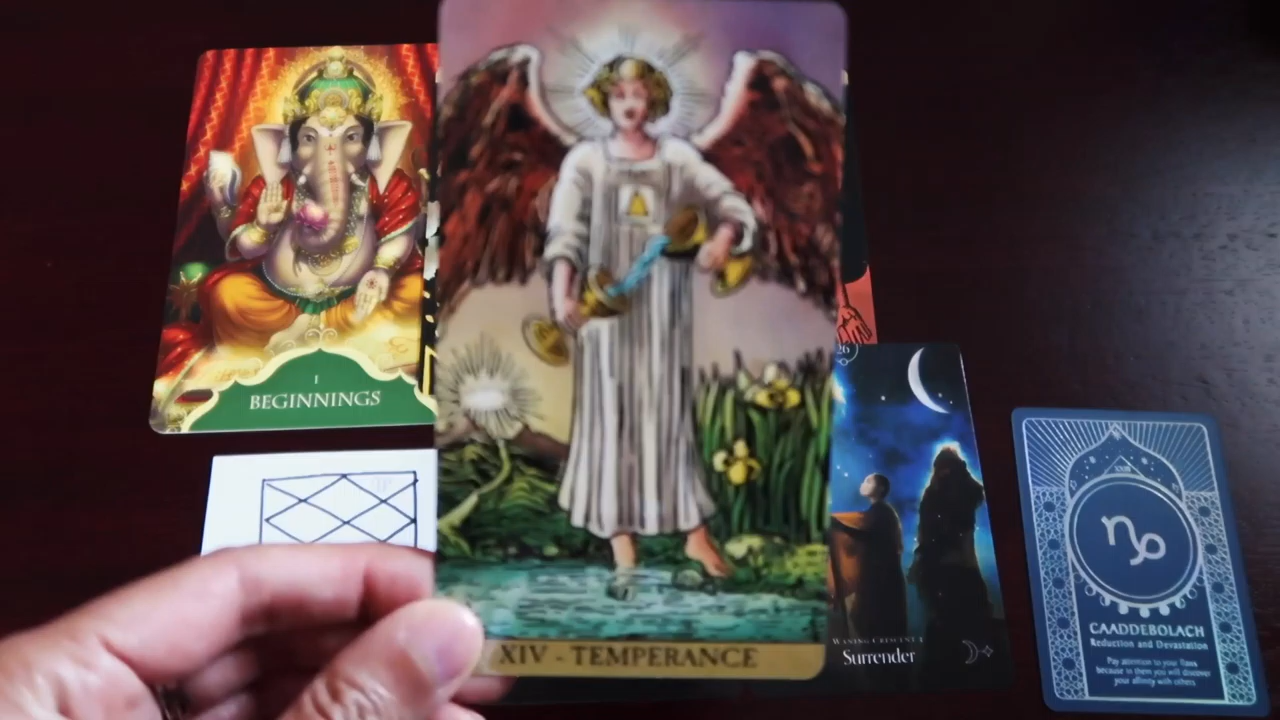 I
BEGINNINGS
XIV - TEMPERANCE
26
WANING CRESCENT
Surrender
CAADDEBOLACH
Reduction and Devastation
Pay attention to your flaws
because in them you will discover
your affinity with others